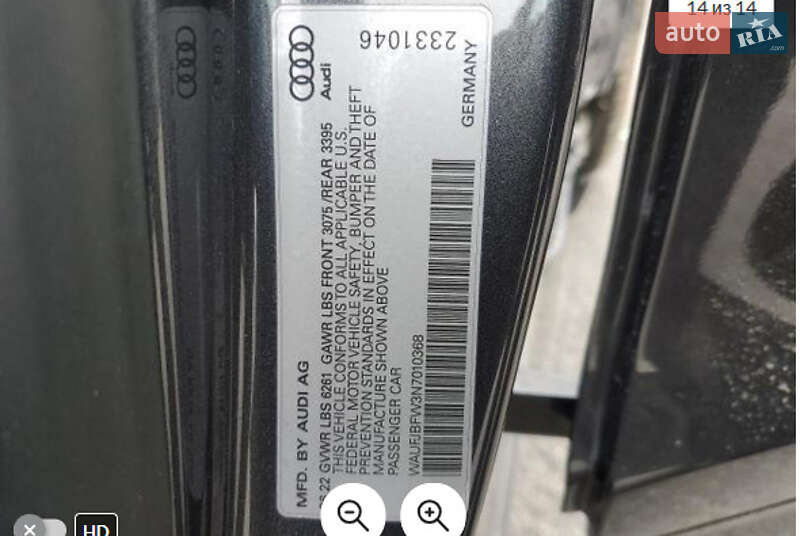 14 из 14
auto RIA
.com
2331046
Audi
GERMANY
MFD. BY AUDI AG
22 GVWR LBS 6261 GAWR LBS FRONT 3075 /REAR 3395
THIS VEHICLE CONFORMS TO ALL APPLICABLE U.S.
FEDERAL MOTOR VEHICLE SAFETY, BUMPER AND THEFT
PREVENTION STANDARDS IN EFFECT ON THE DATE OF
MANUFACTURE SHOWN ABOVE
PASSENGER CAR
WAUFJBFW3N7010368
HD